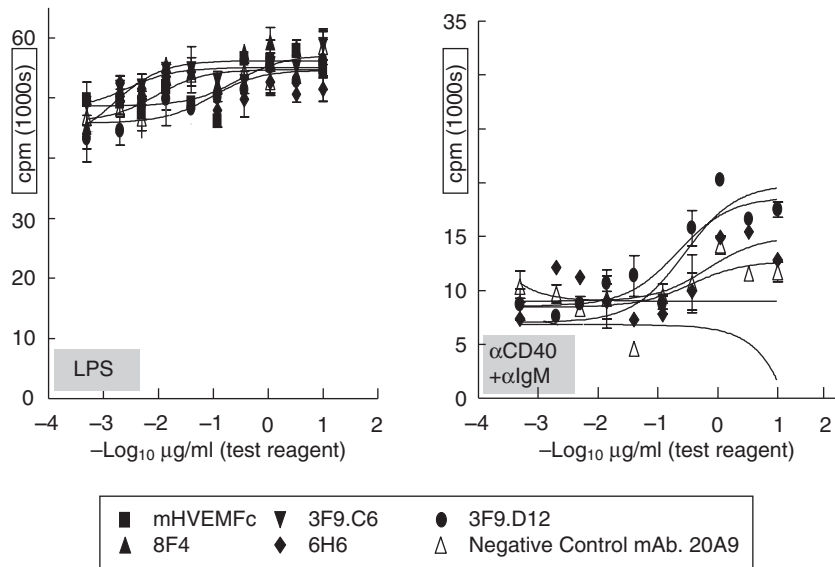 60
40
30
20
10
0
cpm (1000s)
LPS
–4 –3 –2 –1 0 1 2
–Log10 μg/ml (test reagent)
35
20
15
10
5
0
cpm (1000s)
αCD40
+αIgM
–4 –3 –2 –1 0 1 2
–Log10 μg/ml (test reagent)
mHVEMFc 3F9.C6 3F9.D12
8F4 6H6 Negative Control mAb. 20A9